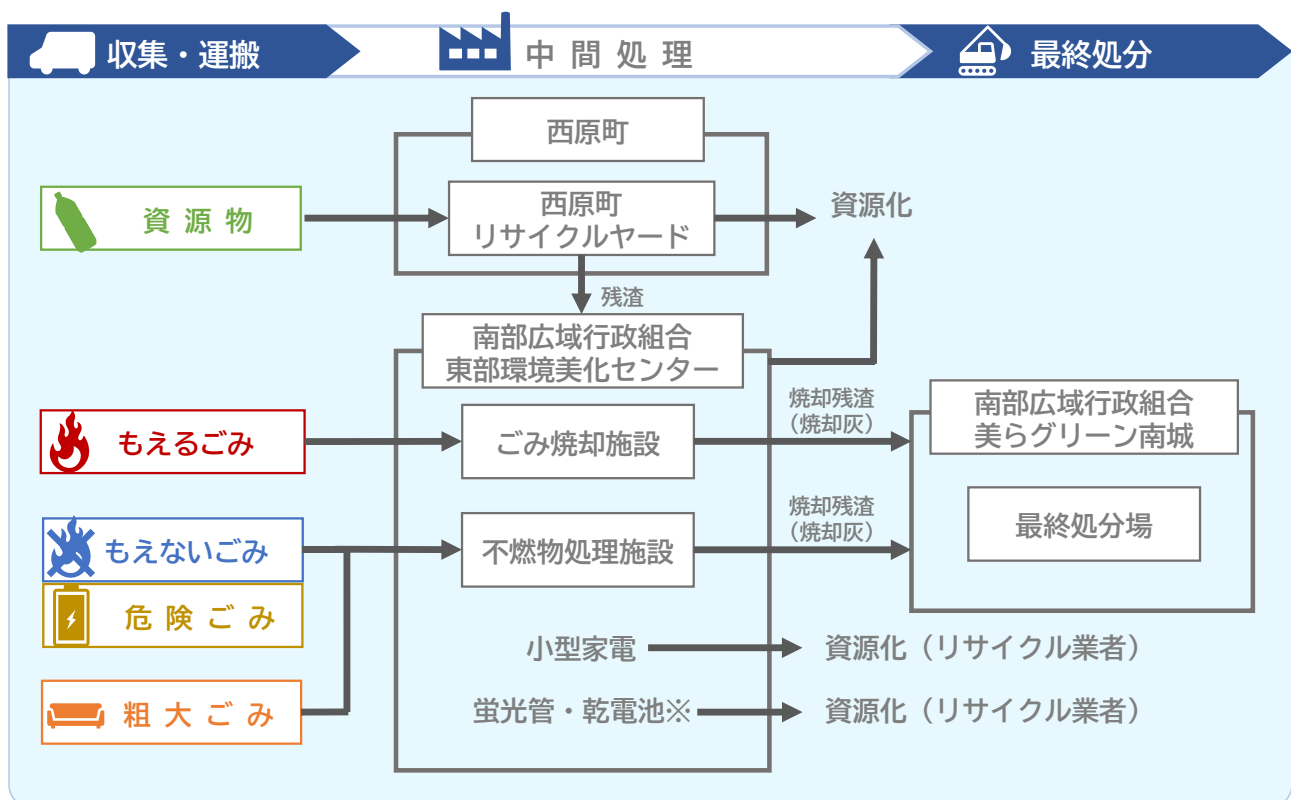 収集・運搬
中間処理
最終処分
西原町
資源物
西原町
リサイクルヤード
資源化
残渣
南部広域行政組合
東部環境美化センター
もえるごみ
ごみ焼却施設
焼却残渣
（焼却灰）
南部広域行政組合
美らグリーン南城
最終処分場
もえないごみ
不燃物処理施設
焼却残渣
（焼却灰）
危険ごみ
小型家電
資源化（リサイクル業者）
粗大ごみ
蛍光管・乾電池※
資源化（リサイクル業者）